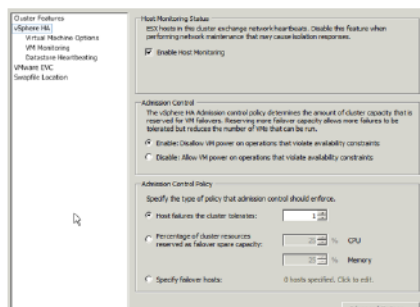 Cluster Features
vSphere HA
Virtual Machine Options
VM Monitoring
Datastore Heartbeating
VMware EVC
Swapfile Location
Host Monitoring Status
ESX hosts in the cluster exchange network heartbeats. Disable this feature when
performing network maintenance that may cause isolation responses.
Enable Host Monitoring
Admission Control
The vSphere HA Admission control policy determines the amount of cluster capacity that is
reserved for VM failovers. Reserving more failover capacity allows more failures to be
tolerated but reduces the number of VMs that can be run.
Enable: Disallow VM power on operations that violate availability constraints
Disable: Allow VM power on operations that violate availability constraints
Admission Control Policy
Specify the type of policy that admission control should enforce.
Host failures the cluster tolerates: 1
Percentage of cluster resources
reserved as failover spare capacity:
25 % CPU
25 % Memory
Specify failover hosts: 0 hosts specified. Click to edit.